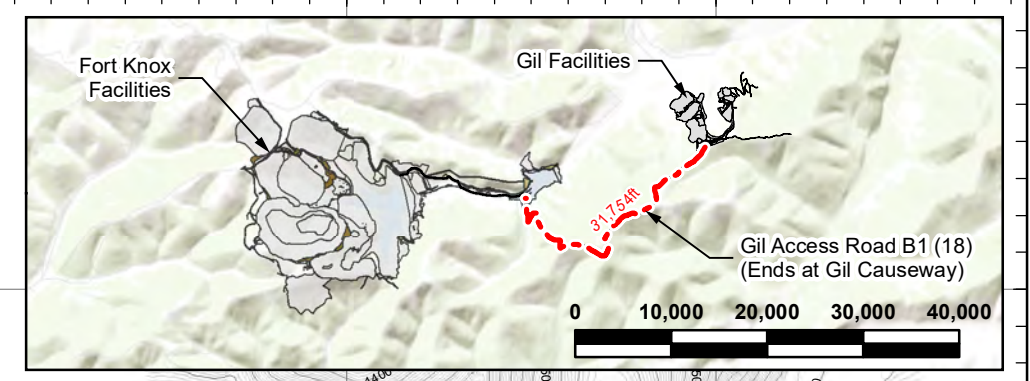 Fort Knox
Facilities
Gil Facilities
31,754ft
Gil Access Road B1 (18)
(Ends at Gil Causeway)
0 10,000 20,000 30,000 40,000
1400